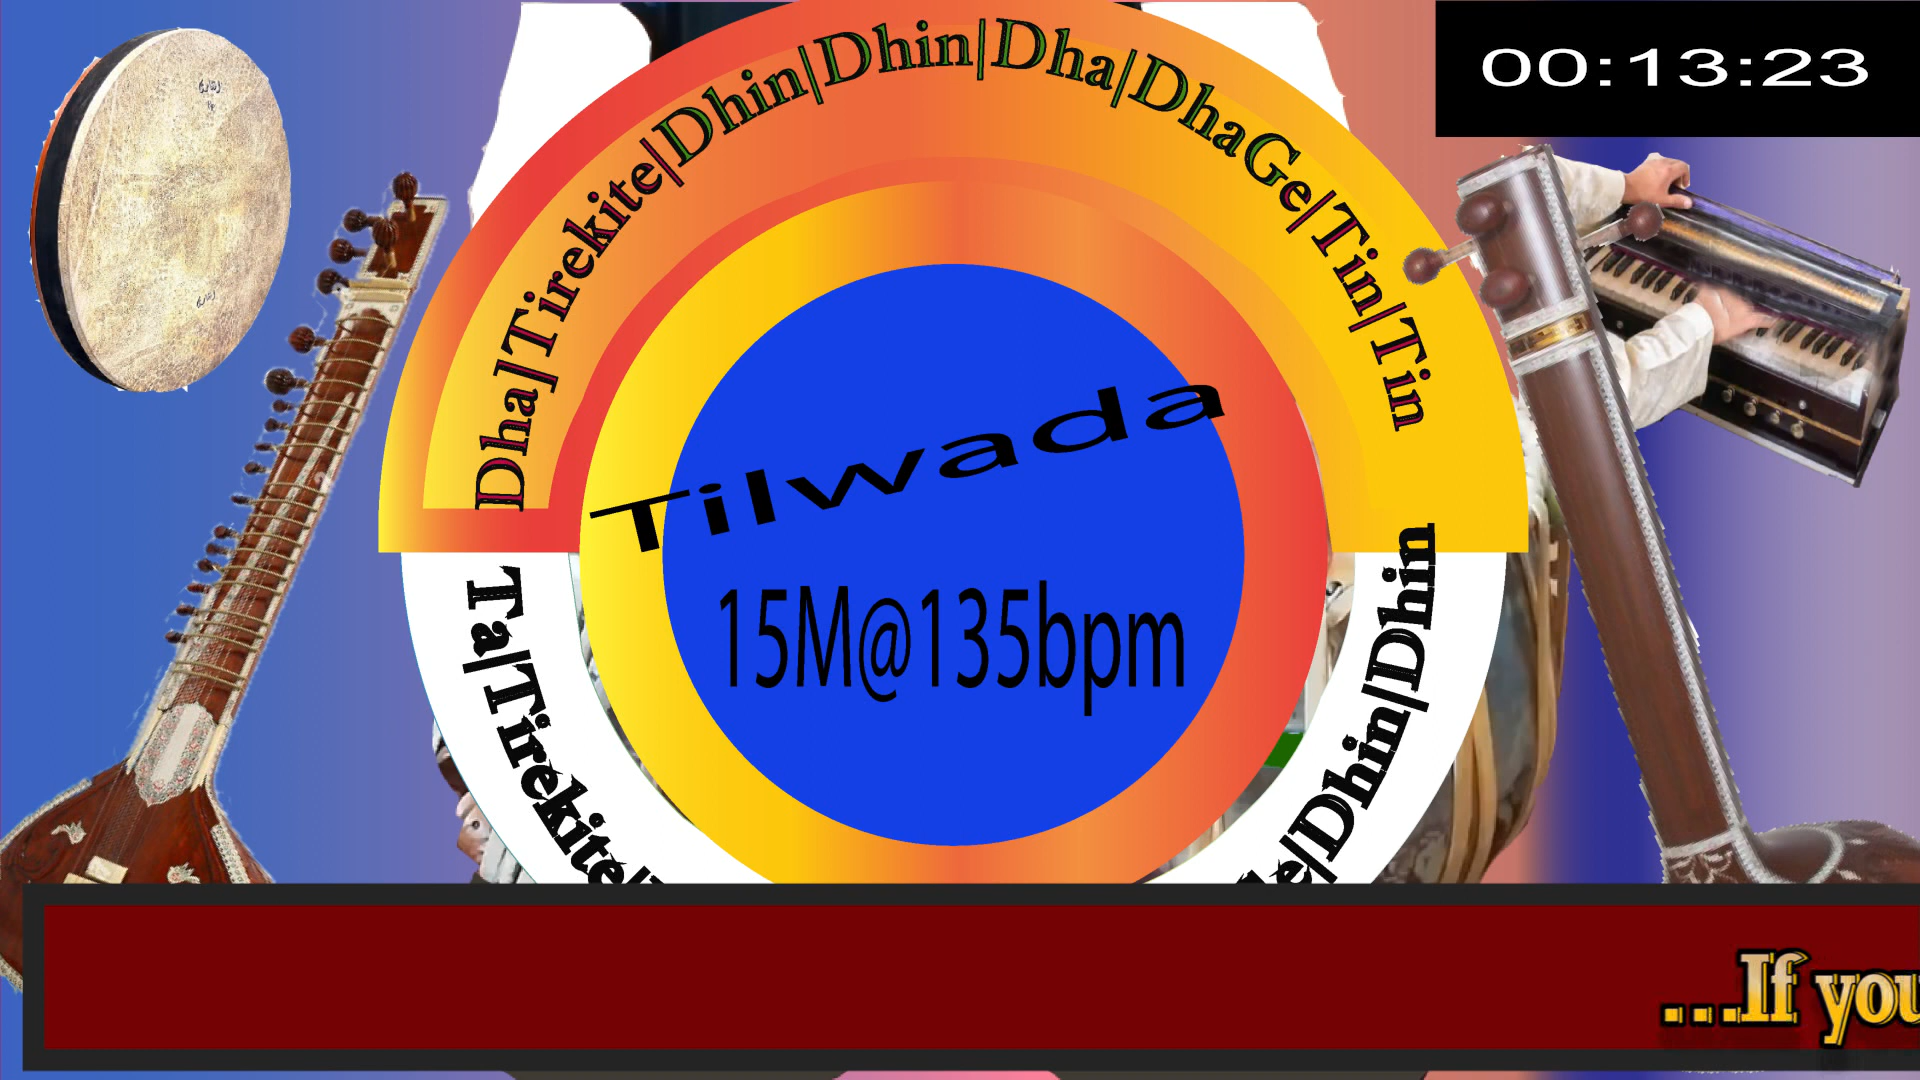 00:13:23
Dha|Tirekite|Dhin|Dhin|Dha|DhaGe|Tin|Tin
Tilwada
15M@135bpm
Ta|Tirekite|
|Dhin|Dhin
...If you